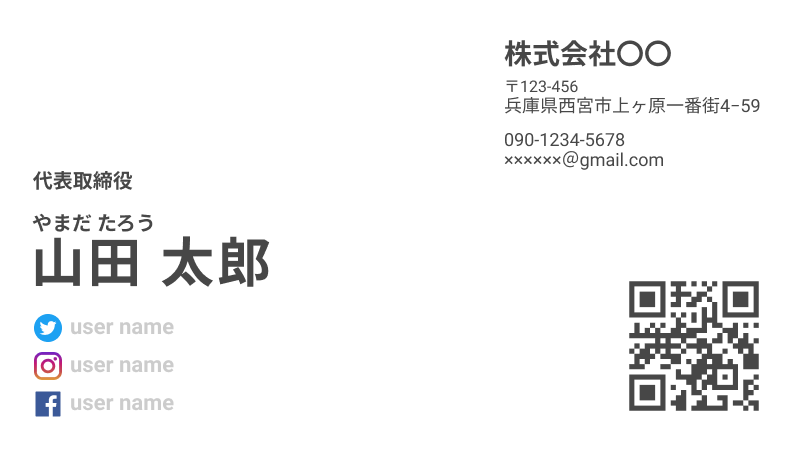 株式会社〇〇
〒123-456
兵庫県西宮市上ヶ原一番街4−59
090-1234-5678
××××××@gmail.com
代表取締役
やまだ たろう
山田 太郎
user name
user name
user name